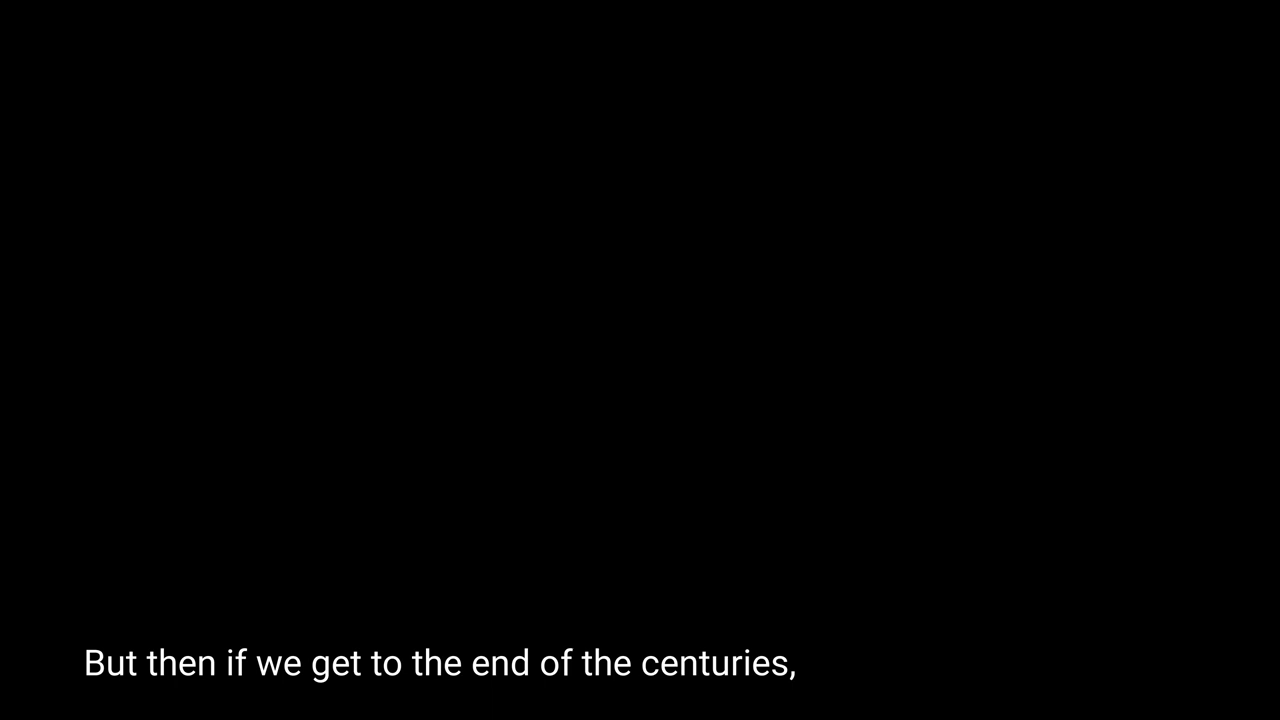 But then if we get to the end of the centuries,